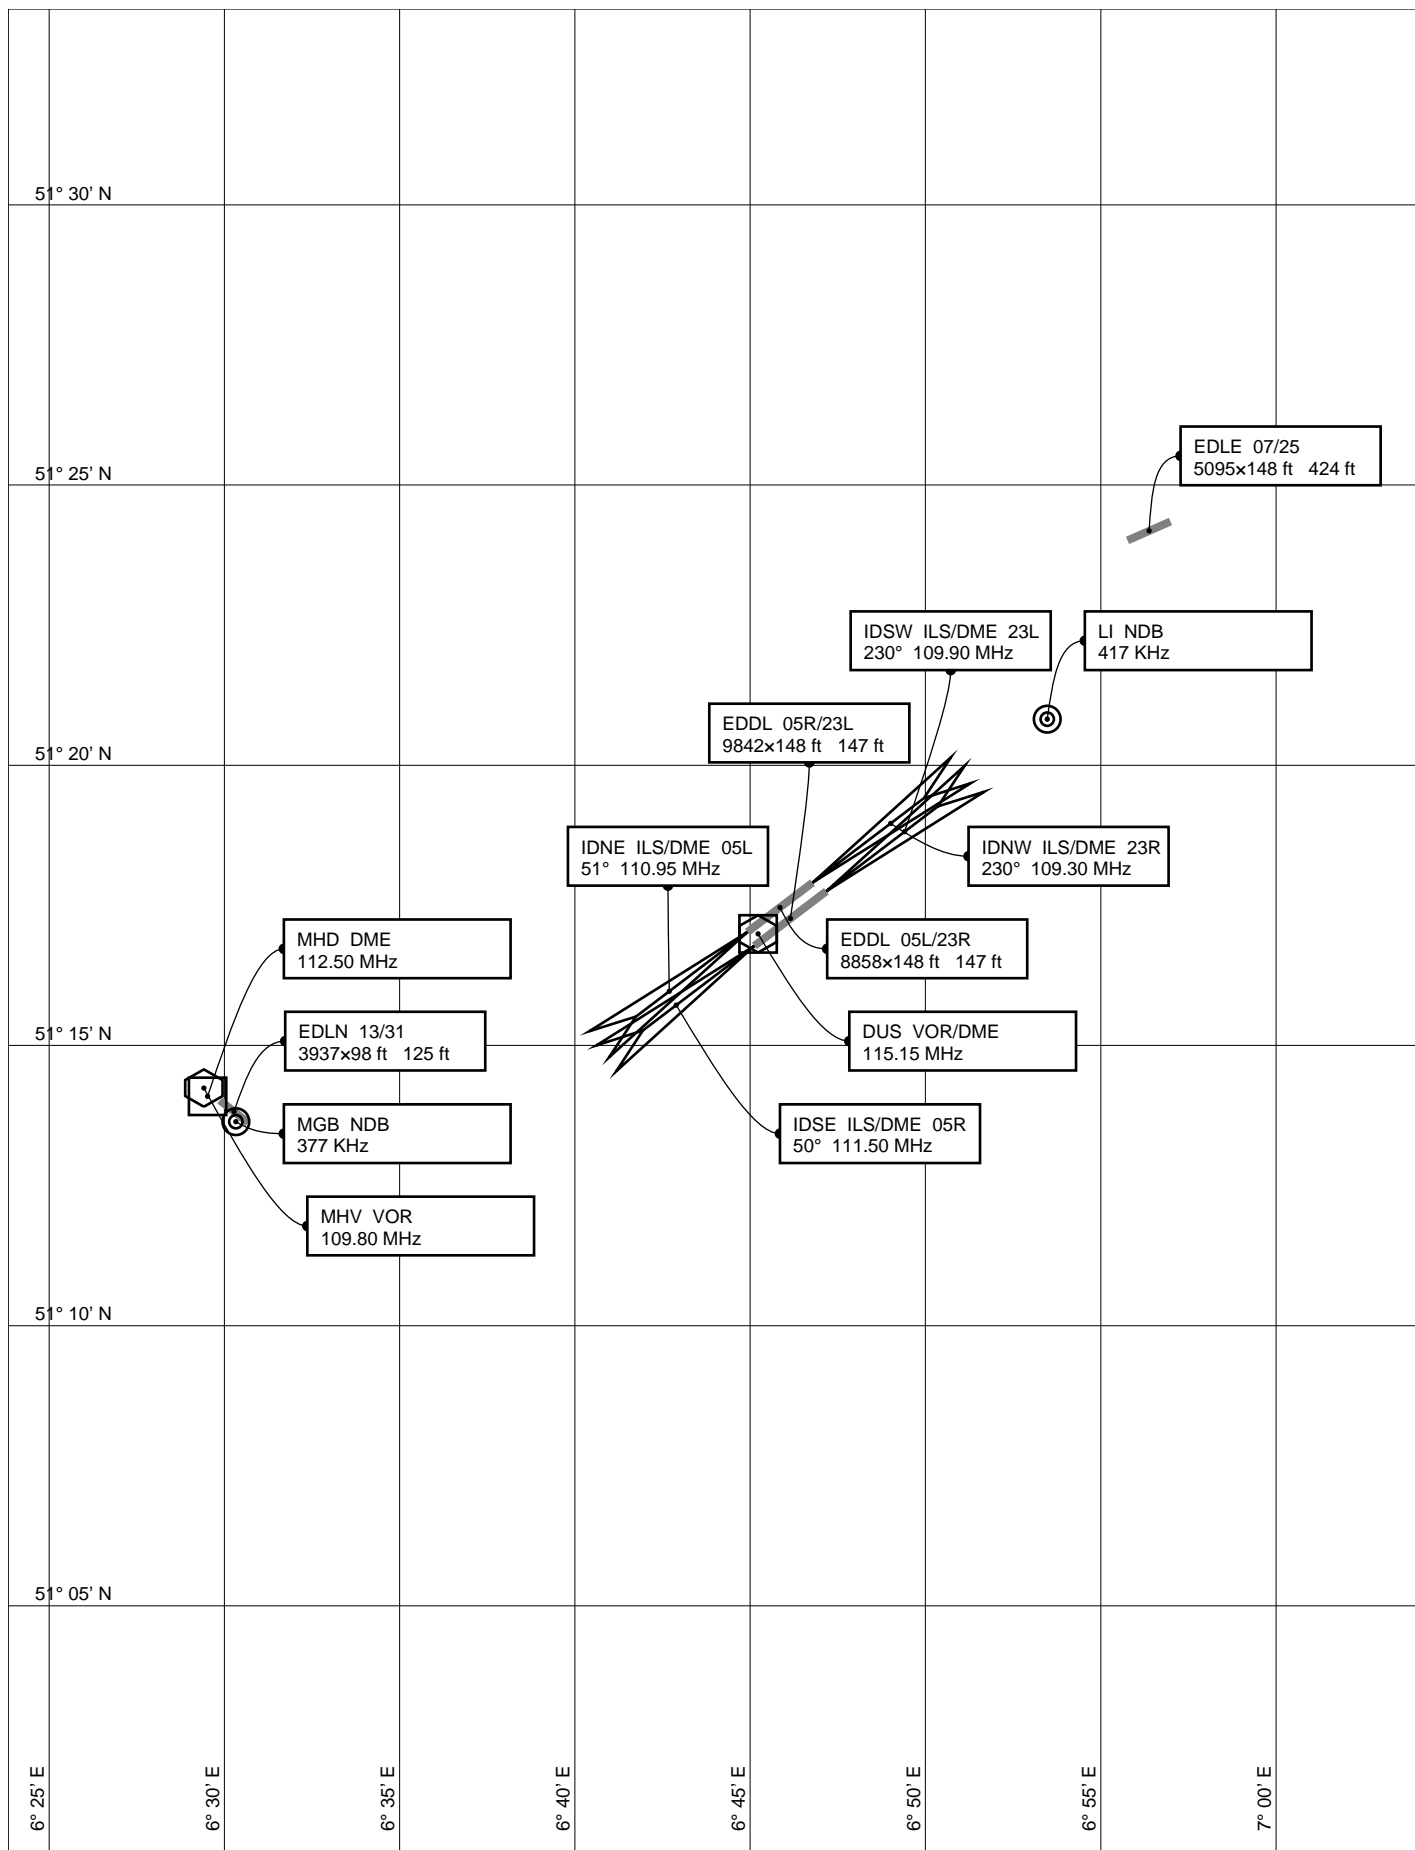 51° 30' N
51° 25' N
EDLE  07/25
5095×148 ft   424 ft
IDSW  ILS/DME  23L
230°  109.90 MHz
LI  NDB
417 KHz
EDDL  05R/23L
9842×148 ft   147 ft
51° 20' N
IDNE  ILS/DME  05L
51°  110.95 MHz
IDNW  ILS/DME  23R
230°  109.30 MHz
MHD  DME
112.50 MHz
EDDL  05L/23R
8858×148 ft   147 ft
51° 15' N
EDLN  13/31
3937×98 ft   125 ft
DUS  VOR/DME
115.15 MHz
MGB  NDB
377 KHz
IDSE  ILS/DME  05R
50°  111.50 MHz
MHV  VOR
109.80 MHz
51° 10' N
51° 05' N
6° 25' E
6° 30' E
6° 35' E
6° 40' E
6° 45' E
6° 50' E
6° 55' E
7° 00' E